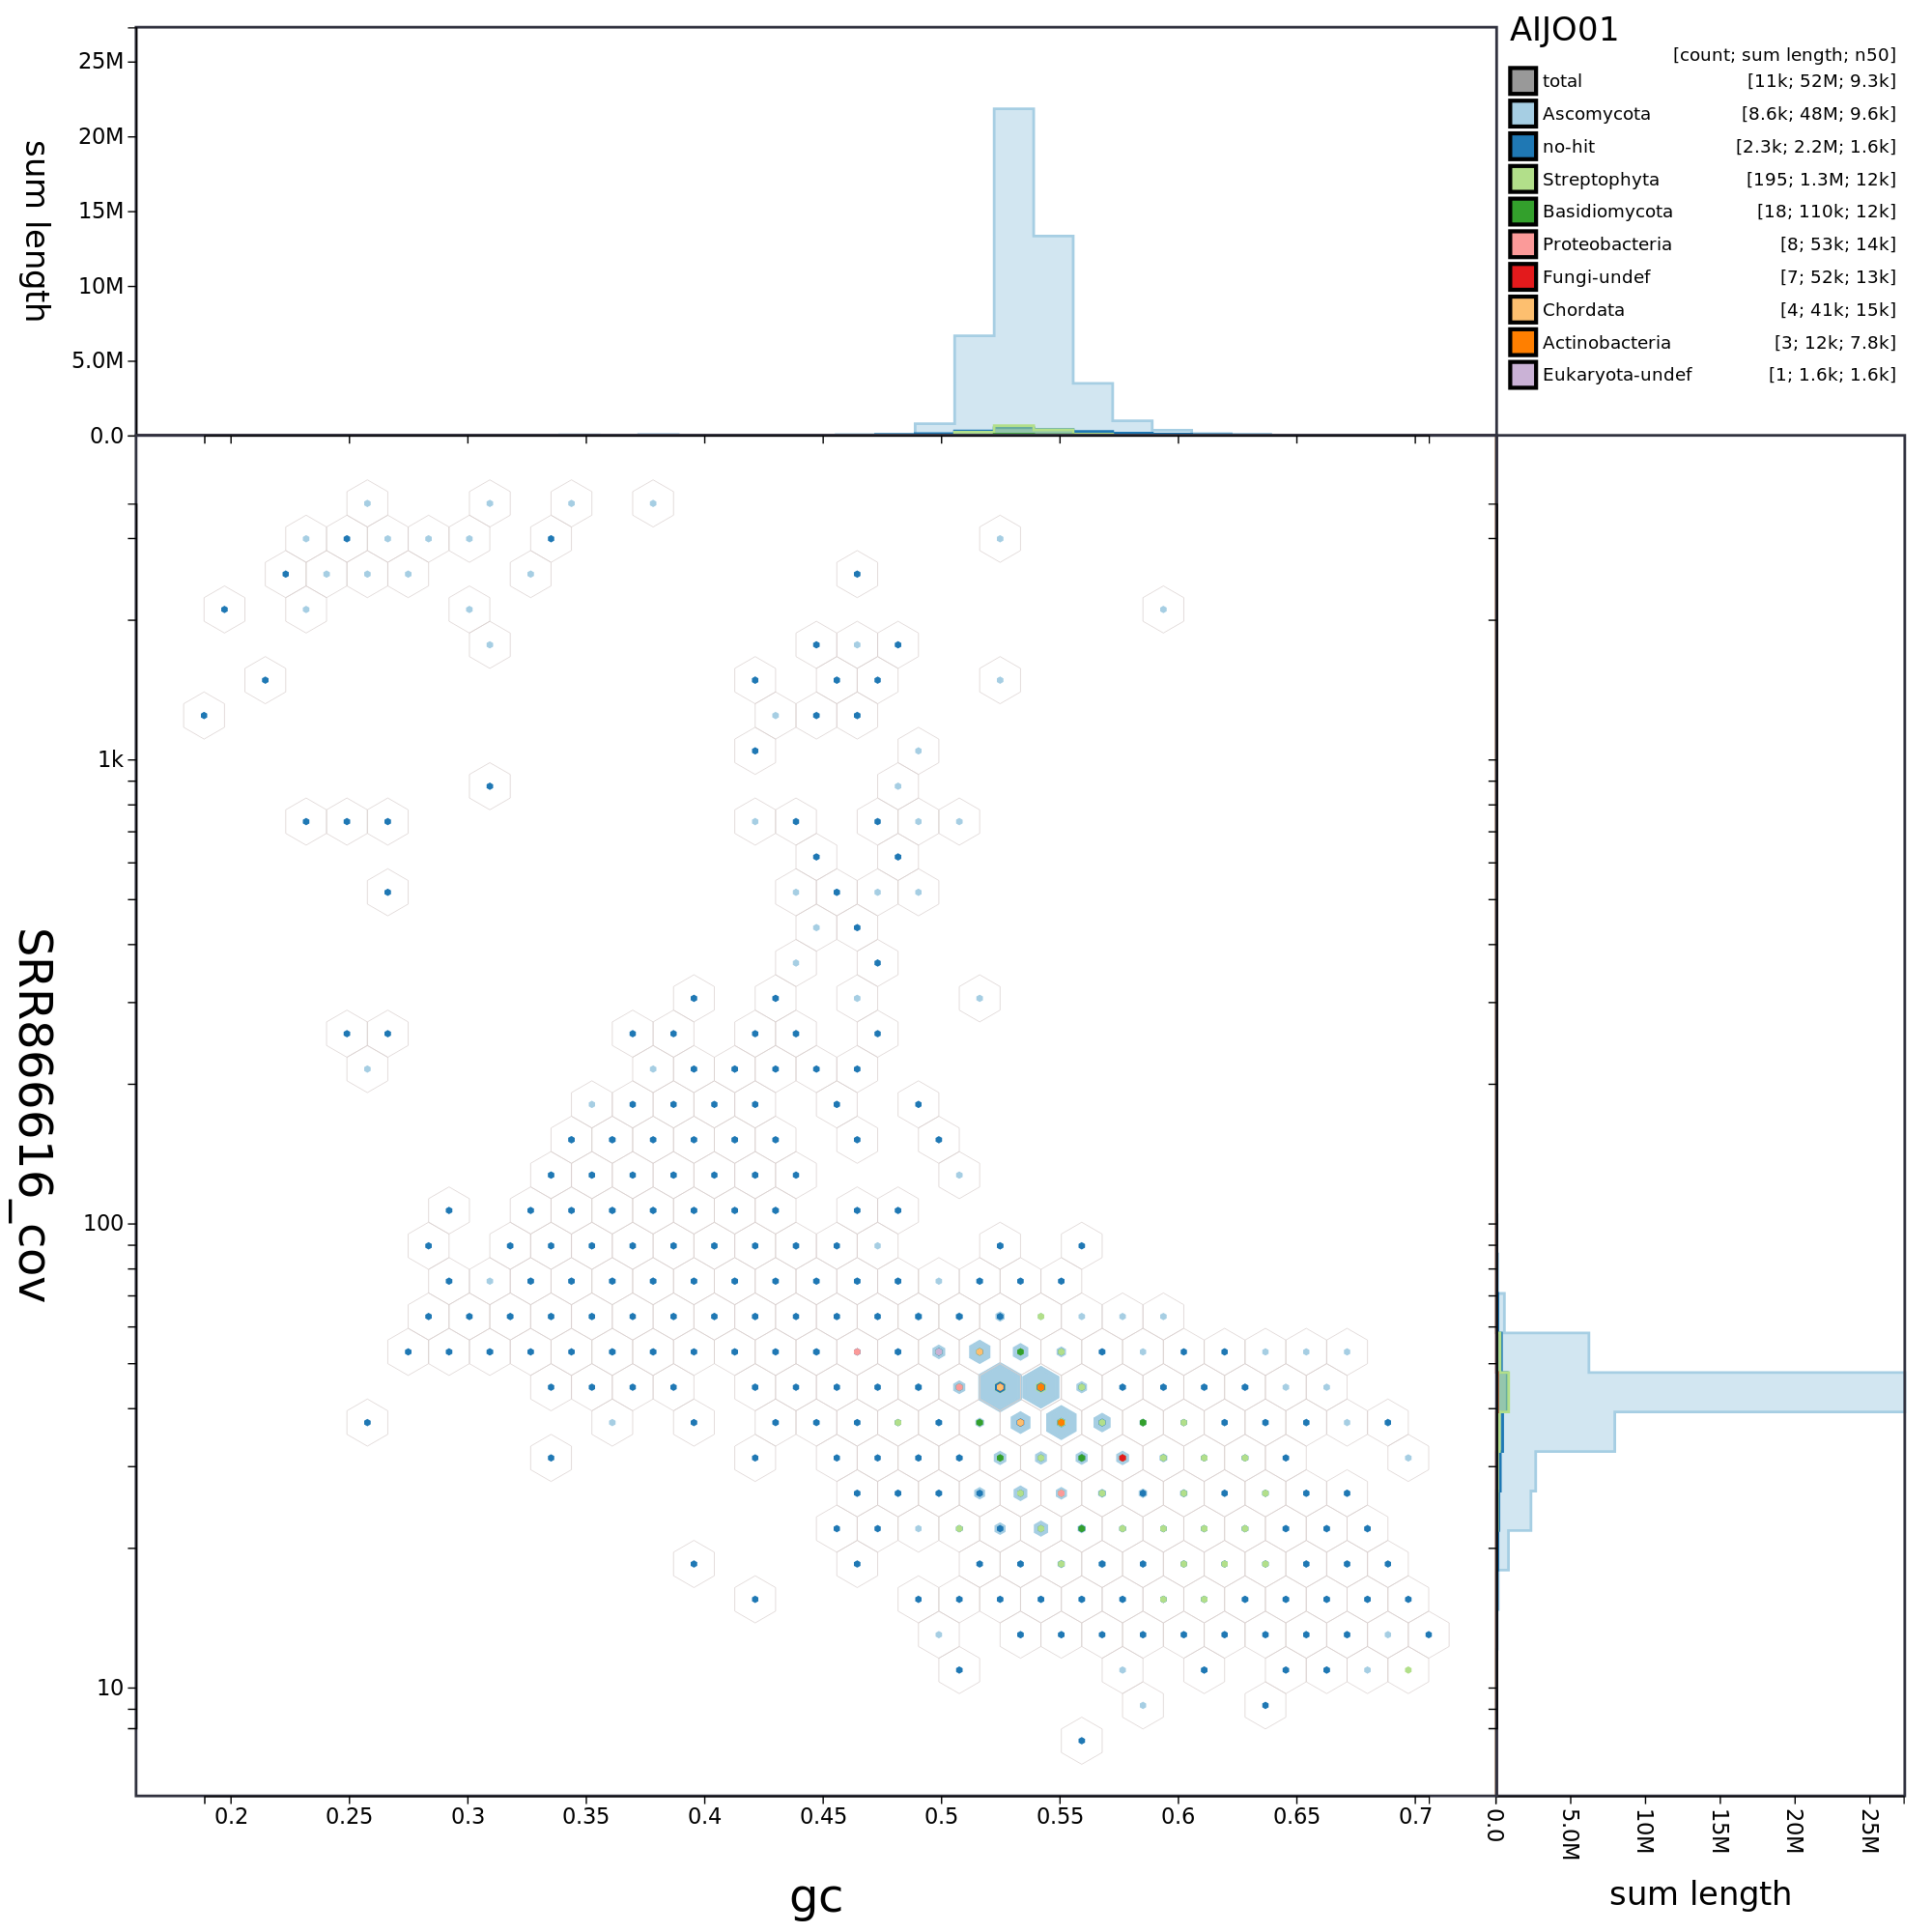 AIJO01
[count; sum length; n50]
total [11k; 52M; 9.3k]
Ascomycota [8.6k; 48M; 9.6k]
no-hit [2.3k; 2.2M; 1.6k]
Streptophyta [195; 1.3M; 12k]
Basidiomycota [18; 110k; 12k]
Proteobacteria [8; 53k; 14k]
Fungi-undef [7; 52k; 13k]
Chordata [4; 41k; 15k]
Actinobacteria [3; 12k; 7.8k]
Eukaryota-undef [1; 1.6k; 1.6k]
sum length
25M
20M
15M
10M
5.0M
0.0
SRR866616_cov
1k
100
10
0.2 0.25 0.3 0.35 0.4 0.45 0.5 0.55 0.6 0.65 0.7
gc
0.0 5.0M 10M 15M 20M 25M
sum length